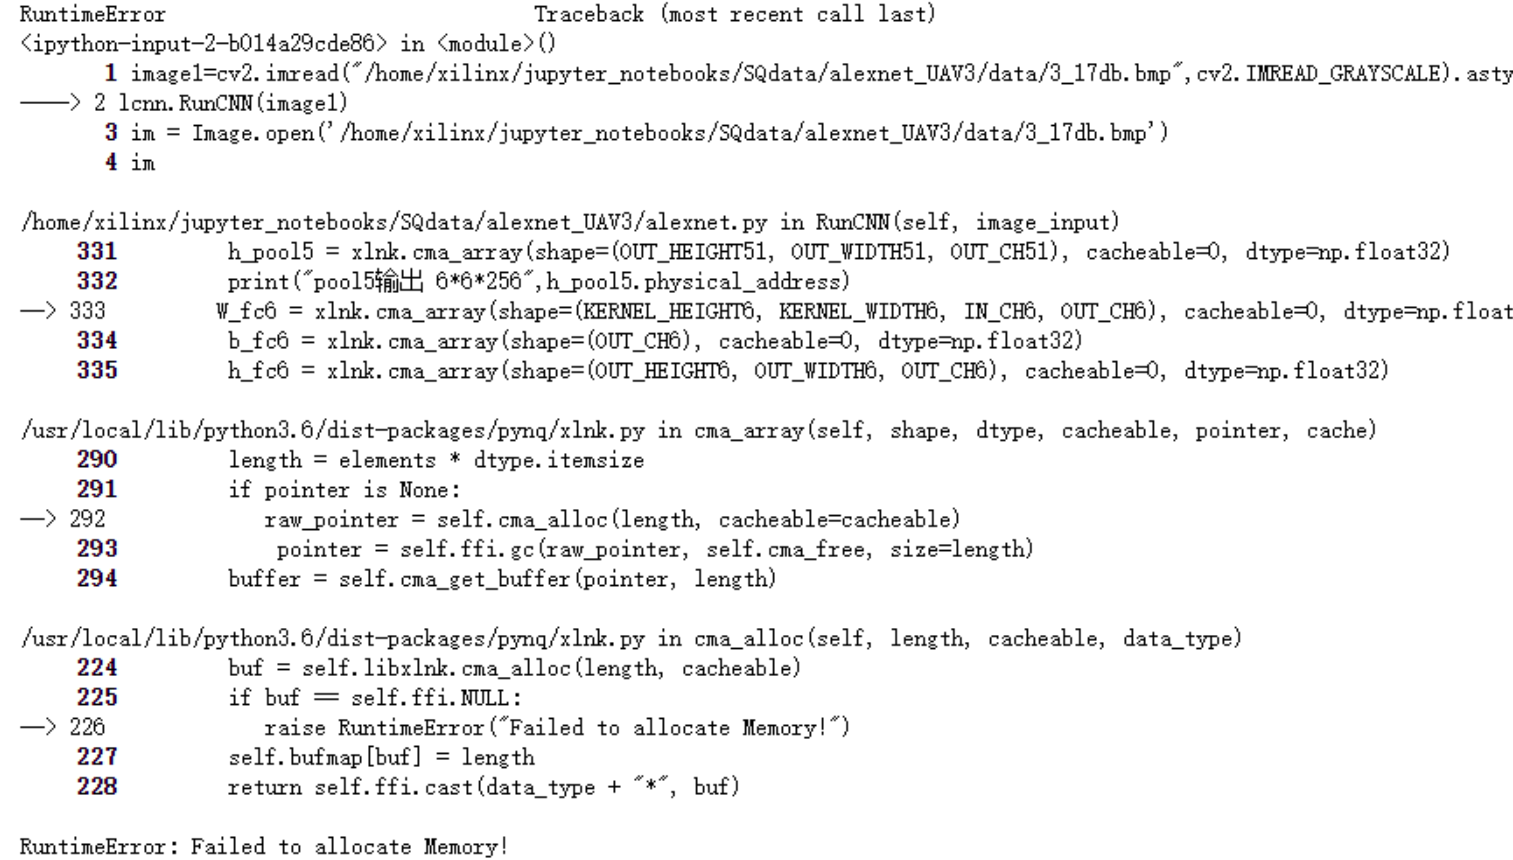 RuntimeError                              Traceback (most recent call last)
<ipython-input-2-b014a29cde86> in <module>()
      1 image1=cv2.imread("/home/xilinx/jupyter_notebooks/SQdata/alexnet_UAV3/data/3_17db.bmp",cv2.IMREAD_GRAYSCALE).asty
----> 2 lcnn.RunCNN(image1)
      3 im = Image.open('/home/xilinx/jupyter_notebooks/SQdata/alexnet_UAV3/data/3_17db.bmp')
      4 im
/home/xilinx/jupyter_notebooks/SQdata/alexnet_UAV3/alexnet.py in RunCNN(self, image_input)
    331         h_pool5 = xlnk.cma_array(shape=(OUT_HEIGHT51, OUT_WIDTH51, OUT_CH51), cacheable=0, dtype=np.float32)
    332         print("pool5输出 6*6*256",h_pool5.physical_address)
--> 333         W_fc6 = xlnk.cma_array(shape=(KERNEL_HEIGHT6, KERNEL_WIDTH6, IN_CH6, OUT_CH6), cacheable=0, dtype=np.float
    334         b_fc6 = xlnk.cma_array(shape=(OUT_CH6), cacheable=0, dtype=np.float32)
    335         h_fc6 = xlnk.cma_array(shape=(OUT_HEIGHT6, OUT_WIDTH6, OUT_CH6), cacheable=0, dtype=np.float32)
/usr/local/lib/python3.6/dist-packages/pynq/xlnk.py in cma_array(self, shape, dtype, cacheable, pointer, cache)
    290         length = elements * dtype.itemsize
    291         if pointer is None:
--> 292             raw_pointer = self.cma_alloc(length, cacheable=cacheable)
    293             pointer = self.ffi.gc(raw_pointer, self.cma_free, size=length)
    294         buffer = self.cma_get_buffer(pointer, length)
/usr/local/lib/python3.6/dist-packages/pynq/xlnk.py in cma_alloc(self, length, cacheable, data_type)
    224         buf = self.libxlnk.cma_alloc(length, cacheable)
    225         if buf == self.ffi.NULL:
--> 226             raise RuntimeError("Failed to allocate Memory!")
    227         self.bufmap[buf] = length
    228         return self.ffi.cast(data_type + "*", buf)
RuntimeError: Failed to allocate Memory!